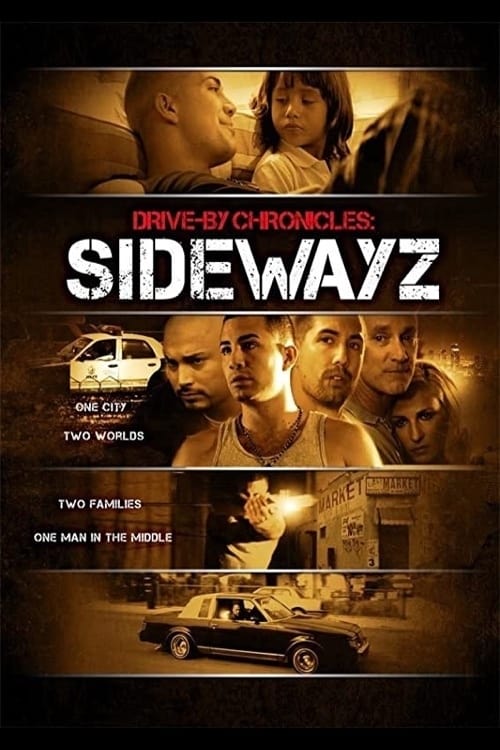 DRIVE-BY CHRONICLES:
SIDEWAYZ
ONE CITY
TWO WORLDS
TWO FAMILIES
ONE MAN IN THE MIDDLE
MARKET
MARKET